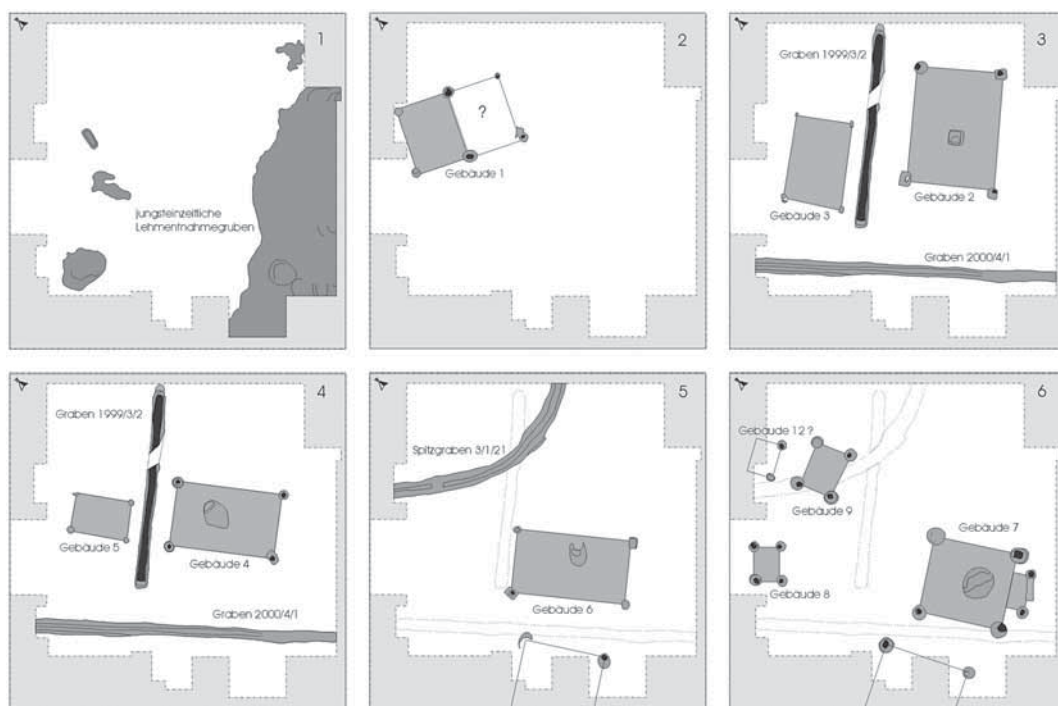 1
jungsteinzeitliche
Lehmentnahmegruben
2
?
Gebäude 1
3
Graben 1999/3/2
Gebäude 3
Gebäude 2
Graben 2000/4/1
4
Graben 1999/3/2
Gebäude 5
Gebäude 4
Graben 2000/4/1
5
Spitzgraben 3/1/21
Gebäude 6
6
Gebäude 12 ?
Gebäude 9
Gebäude 7
Gebäude 8